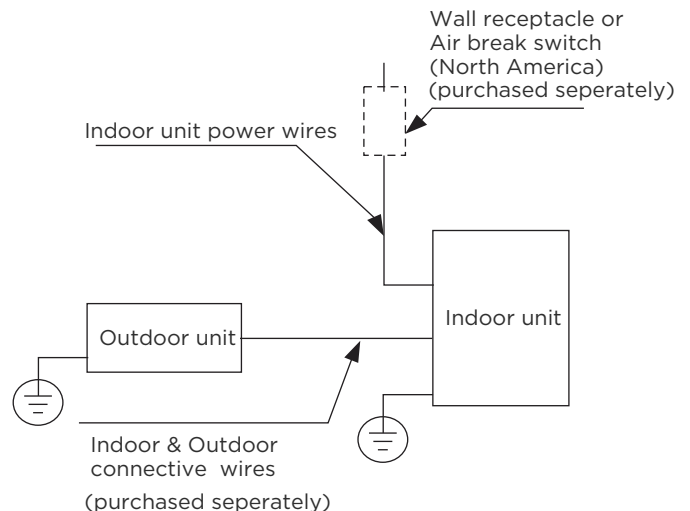 Wall receptacle or
Air break switch
(North America)
(purchased seperately)
Indoor unit power wires
Indoor unit
Outdoor unit
Indoor & Outdoor
connective wires
(purchased seperately)